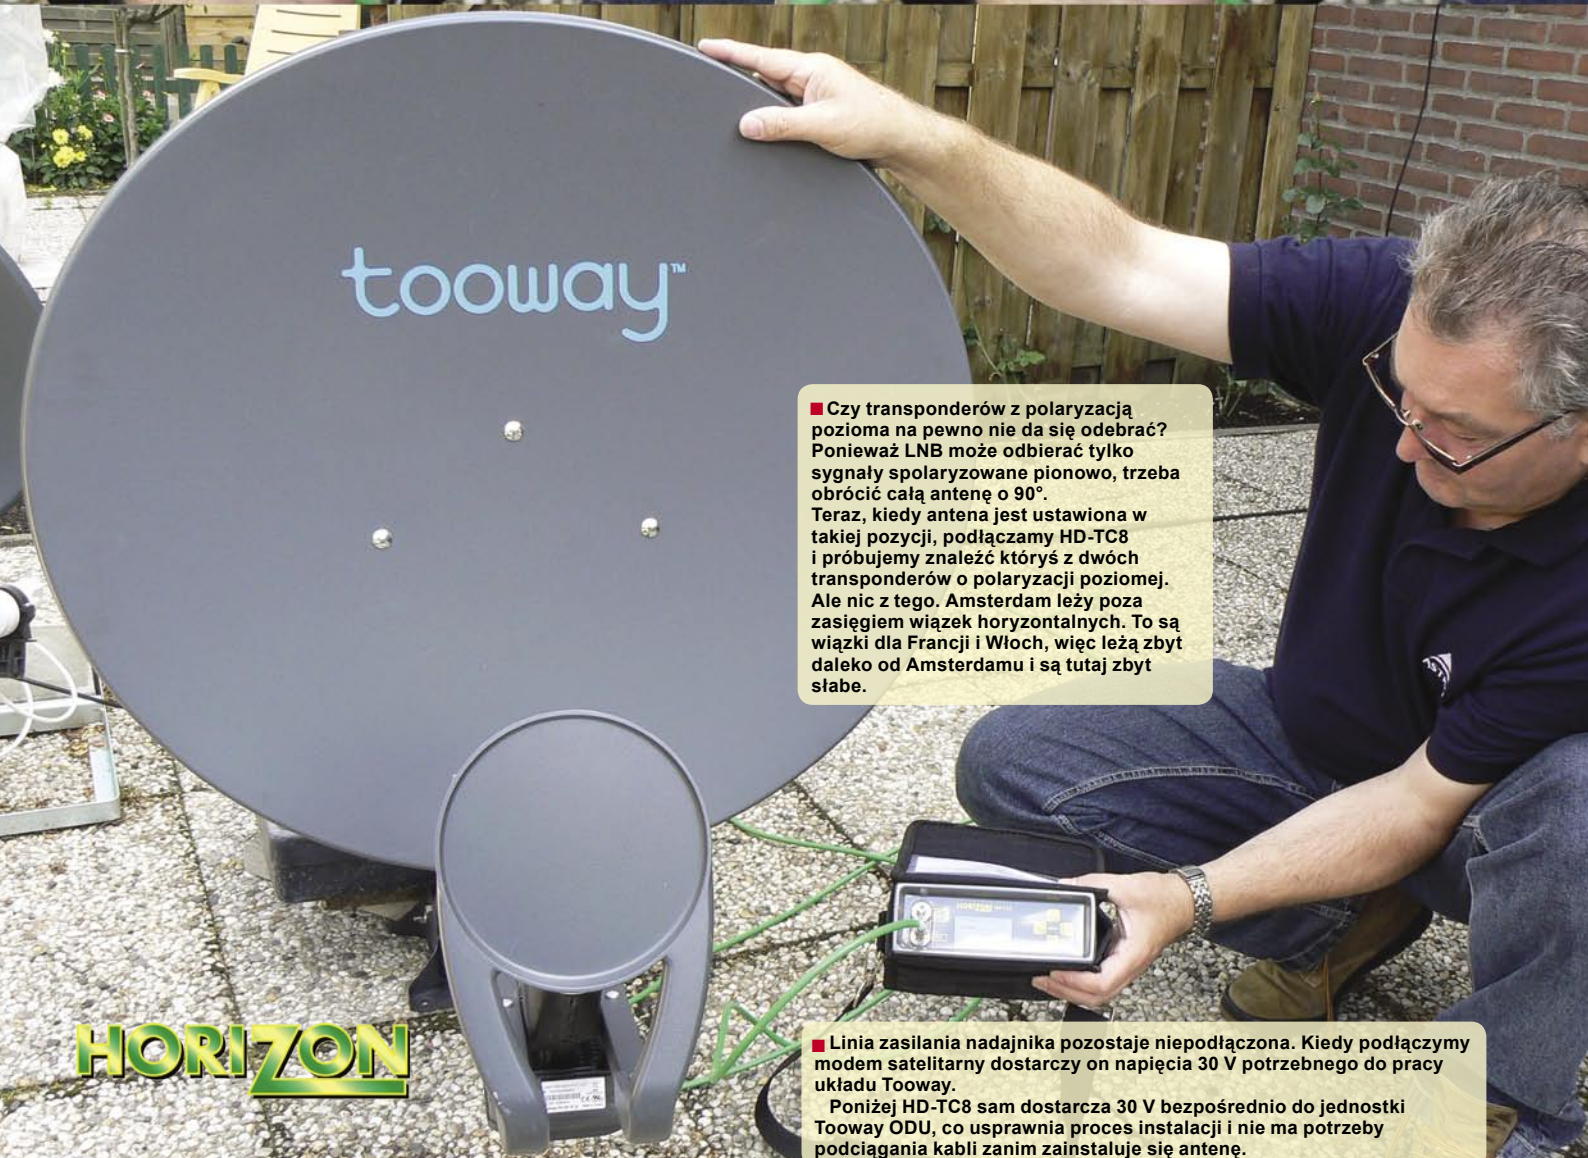 tooway™
■ Czy transponderów z polaryzacją
pozioma na pewno nie da się odebrać?
Ponieważ LNB może odbierać tylko
sygnały spolaryzowane pionowo, trzeba
obrócić całą antenę o 90°.
Teraz, kiedy antena jest ustawiona w
takiej pozycji, podłączamy HD-TC8
i próbujemy znaleźć któryś z dwóch
transponderów o polaryzacji poziomej.
Ale nic z tego. Amsterdam leży poza
zasięgiem wiązek horyzontalnych. To są
wiązki dla Francji i Włoch, więc leżą zbyt
daleko od Amsterdamu i są tutaj zbyt
słabe.
HORIZON
HORIZON
■ Linia zasilania nadajnika pozostaje niepodłączona. Kiedy podłączymy
modem satelitarny dostarczy on napięcia 30 V potrzebnego do pracy
układu Tooway.
Poniżej HD-TC8 sam dostarcza 30 V bezpośrednio do jednostki
Tooway ODU, co usprawnia proces instalacji i nie ma potrzeby
podciągania kabli zanim zainstaluje się antenę.